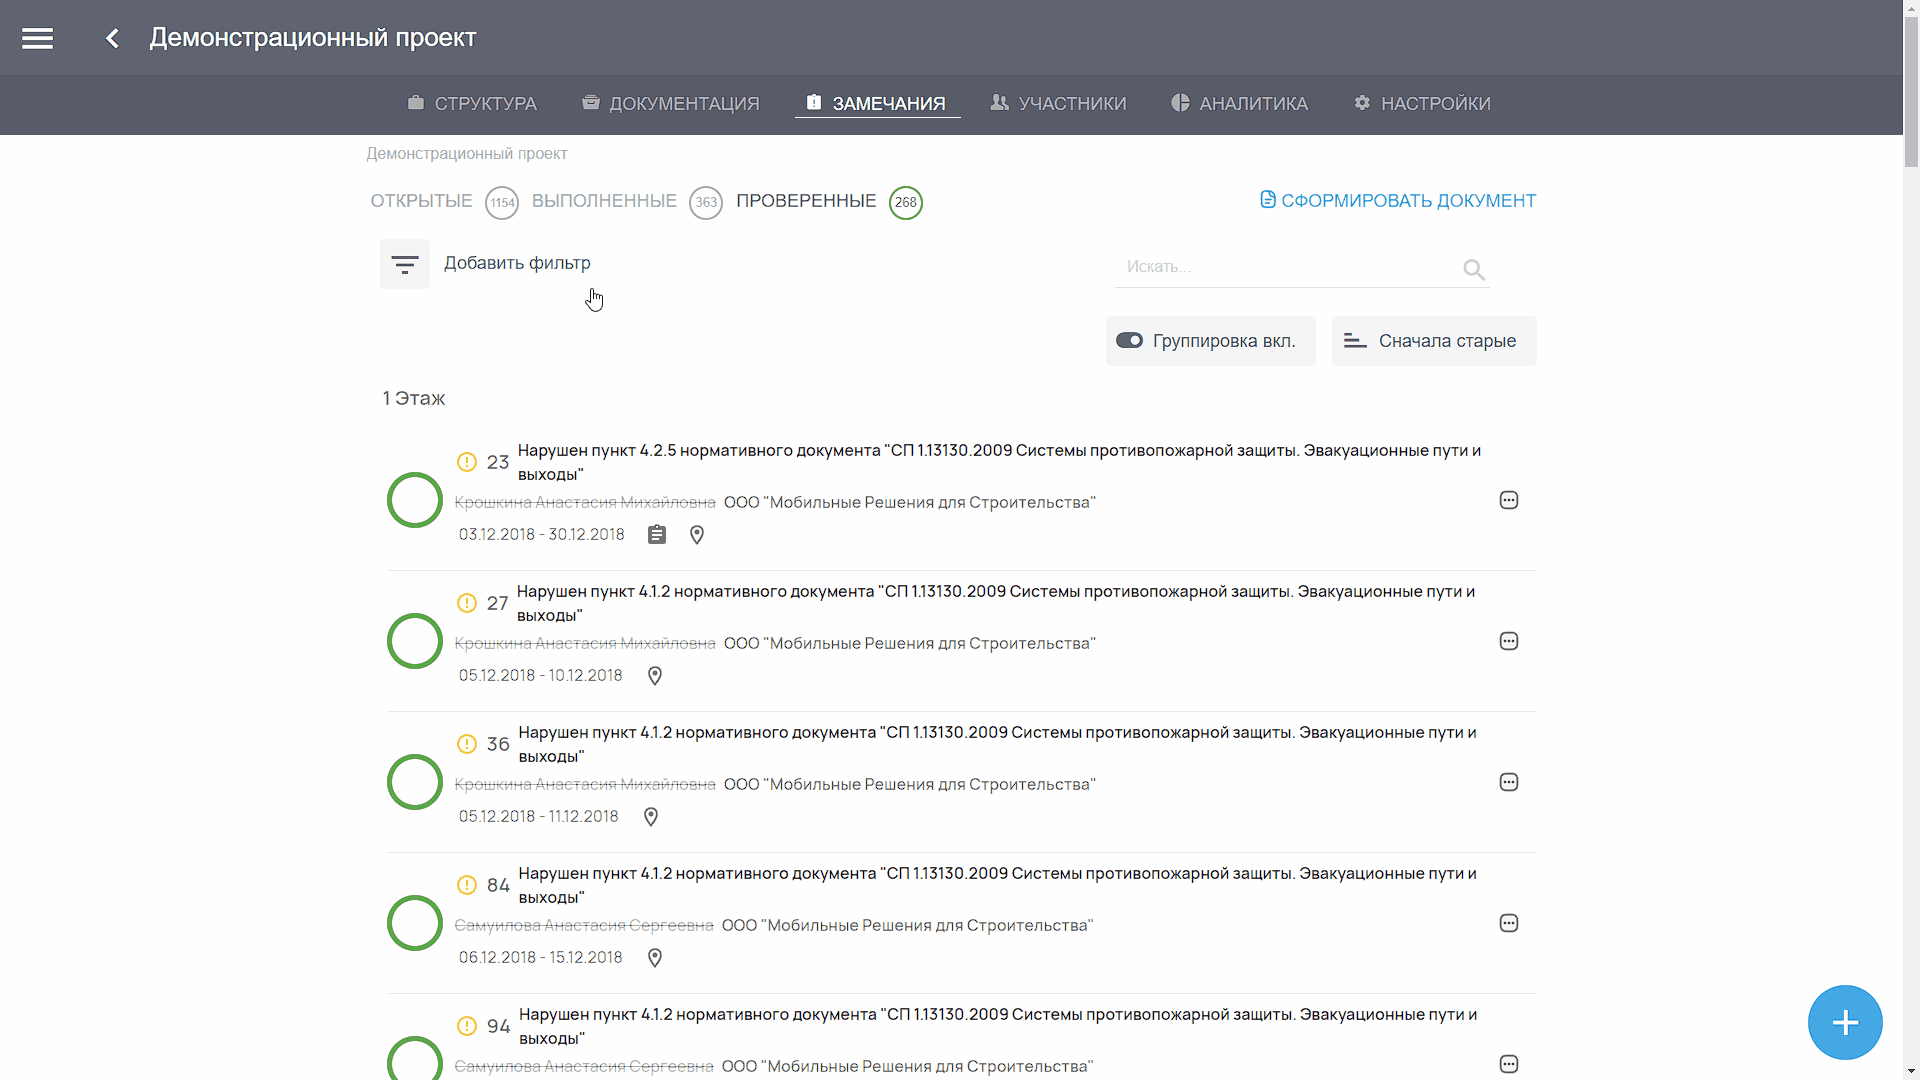 Демонстрационный проект
СТРУКТУРА ДОКУМЕНТАЦИЯ ЗАМЕЧАНИЯ УЧАСТНИКИ АНАЛИТИКА НАСТРОЙКИ
Демонстрационный проект
ОТКРЫТЫЕ 1154 ВЫПОЛНЕННЫЕ 363 ПРОВЕРЕННЫЕ 268 СФОРМИРОВАТЬ ДОКУМЕНТ
Добавить фильтр Искать...
Группировка вкл. Сначала старые
1 Этаж
23 Нарушен пункт 4.2.5 нормативного документа "СП 1.13130.2009 Системы противопожарной защиты. Эвакуационные пути и
выходы"
Крошкина Анастасия Михайловна ООО "Мобильные Решения для Строительства"
03.12.2018 - 30.12.2018
27 Нарушен пункт 4.1.2 нормативного документа "СП 1.13130.2009 Системы противопожарной защиты. Эвакуационные пути и
выходы"
Крошкина Анастасия Михайловна ООО "Мобильные Решения для Строительства"
05.12.2018 - 10.12.2018
36 Нарушен пункт 4.1.2 нормативного документа "СП 1.13130.2009 Системы противопожарной защиты. Эвакуационные пути и
выходы"
Крошкина Анастасия Михайловна ООО "Мобильные Решения для Строительства"
05.12.2018 - 11.12.2018
84 Нарушен пункт 4.1.2 нормативного документа "СП 1.13130.2009 Системы противопожарной защиты. Эвакуационные пути и
выходы"
Самуилова Анастасия Сергеевна ООО "Мобильные Решения для Строительства"
06.12.2018 - 15.12.2018
94 Нарушен пункт 4.1.2 нормативного документа "СП 1.13130.2009 Системы противопожарной защиты. Эвакуационные пути и
выходы"
Самуилова Анастасия Сергеевна ООО "Мобильные Решения для Строительства"